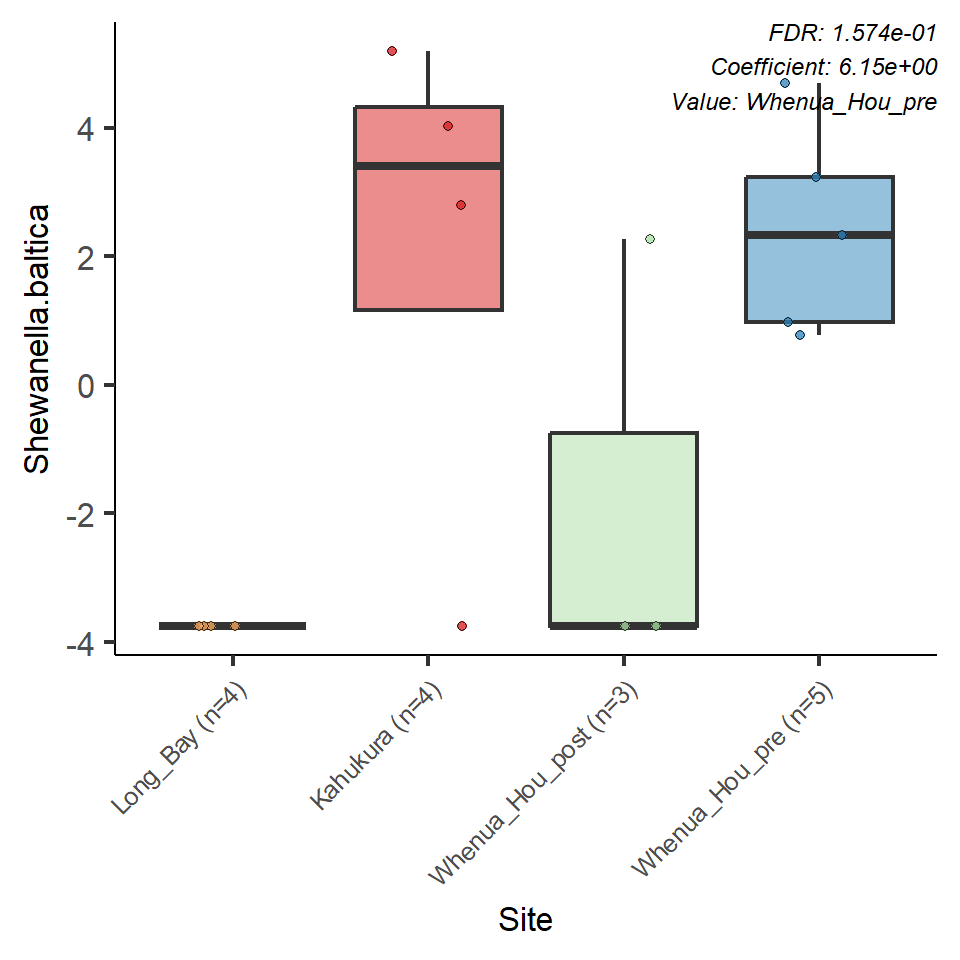 FDR: 1.574e-01
Coefficient: 6.15e+00
Value: Whenua_Hou_pre
Shewanella.baltica
4
2
0
-2
-4
Long_Bay (n=4)
Kahukura (n=4)
Whenua_Hou_post (n=3)
Whenua_Hou_pre (n=5)
Site